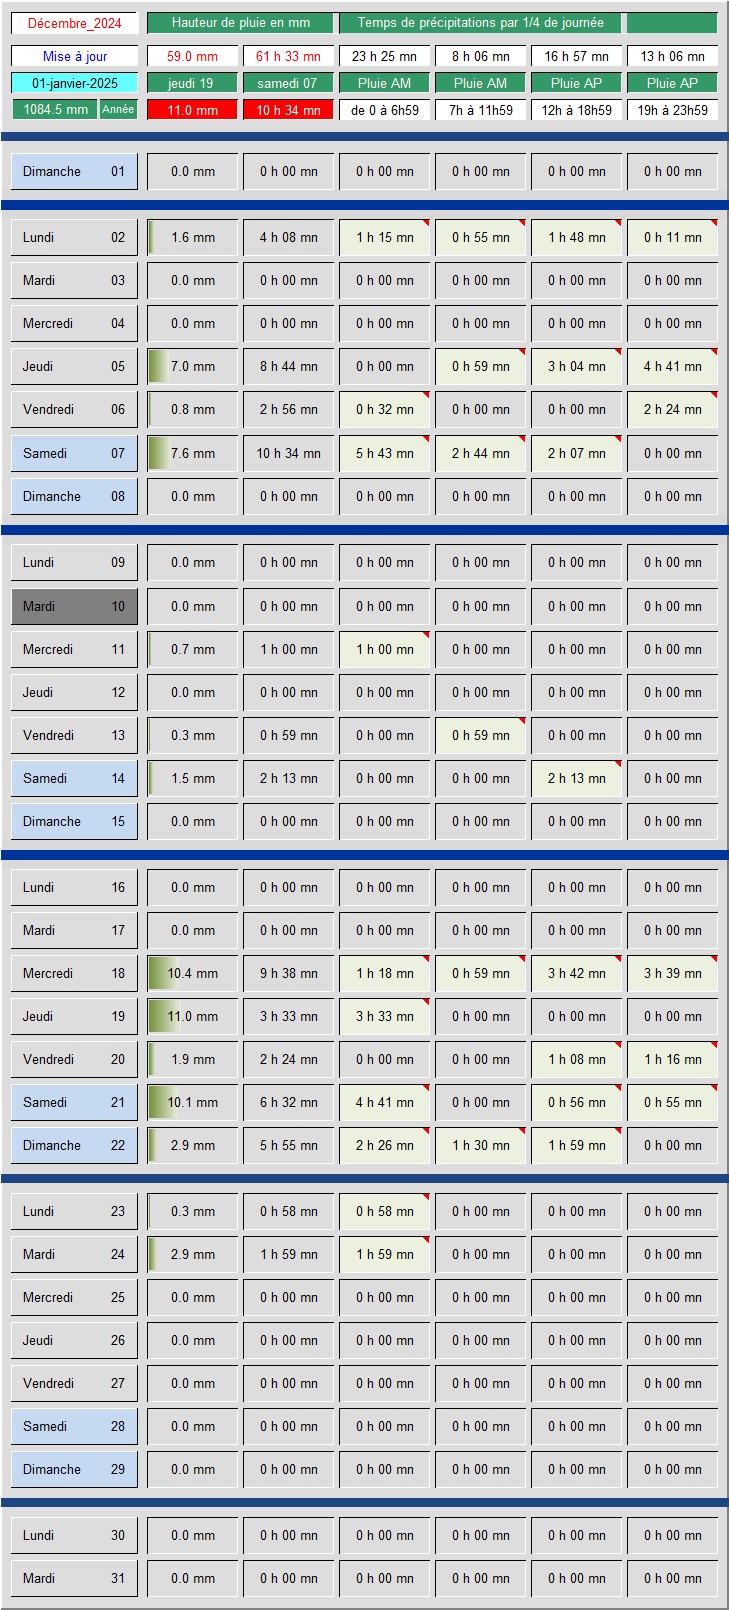 Décembre_2024 Hauteur de pluie en mm Temps de précipitations par 1/4 de journée
Mise à jour 59.0 mm 61 h 33 mn 23 h 25 mn 8 h 06 mn 16 h 57 mn 13 h 06 mn
01-janvier-2025 jeudi 19 samedi 07 Pluie AM Pluie AM Pluie AP Pluie AP
1084.5 mm Année 11.0 mm 10 h 34 mn de 0 à 6h59 7h à 11h59 12h à 18h59 19h à 23h59
Dimanche 01 0.0 mm 0 h 00 mn 0 h 00 mn 0 h 00 mn 0 h 00 mn 0 h 00 mn
Lundi 02 1.6 mm 4 h 08 mn 1 h 15 mn 0 h 55 mn 1 h 48 mn 0 h 11 mn
Mardi 03 0.0 mm 0 h 00 mn 0 h 00 mn 0 h 00 mn 0 h 00 mn 0 h 00 mn
Mercredi 04 0.0 mm 0 h 00 mn 0 h 00 mn 0 h 00 mn 0 h 00 mn 0 h 00 mn
Jeudi 05 7.0 mm 8 h 44 mn 0 h 00 mn 0 h 59 mn 3 h 04 mn 4 h 41 mn
Vendredi 06 0.8 mm 2 h 56 mn 0 h 32 mn 0 h 00 mn 0 h 00 mn 2 h 24 mn
Samedi 07 7.6 mm 10 h 34 mn 5 h 43 mn 2 h 44 mn 2 h 07 mn 0 h 00 mn
Dimanche 08 0.0 mm 0 h 00 mn 0 h 00 mn 0 h 00 mn 0 h 00 mn 0 h 00 mn
Lundi 09 0.0 mm 0 h 00 mn 0 h 00 mn 0 h 00 mn 0 h 00 mn 0 h 00 mn
Mardi 10 0.0 mm 0 h 00 mn 0 h 00 mn 0 h 00 mn 0 h 00 mn 0 h 00 mn
Mercredi 11 0.7 mm 1 h 00 mn 1 h 00 mn 0 h 00 mn 0 h 00 mn 0 h 00 mn
Jeudi 12 0.0 mm 0 h 00 mn 0 h 00 mn 0 h 00 mn 0 h 00 mn 0 h 00 mn
Vendredi 13 0.3 mm 0 h 59 mn 0 h 00 mn 0 h 59 mn 0 h 00 mn 0 h 00 mn
Samedi 14 1.5 mm 2 h 13 mn 0 h 00 mn 0 h 00 mn 2 h 13 mn 0 h 00 mn
Dimanche 15 0.0 mm 0 h 00 mn 0 h 00 mn 0 h 00 mn 0 h 00 mn 0 h 00 mn
Lundi 16 0.0 mm 0 h 00 mn 0 h 00 mn 0 h 00 mn 0 h 00 mn 0 h 00 mn
Mardi 17 0.0 mm 0 h 00 mn 0 h 00 mn 0 h 00 mn 0 h 00 mn 0 h 00 mn
Mercredi 18 10.4 mm 9 h 38 mn 1 h 18 mn 0 h 59 mn 3 h 42 mn 3 h 39 mn
Jeudi 19 11.0 mm 3 h 33 mn 3 h 33 mn 0 h 00 mn 0 h 00 mn 0 h 00 mn
Vendredi 20 1.9 mm 2 h 24 mn 0 h 00 mn 0 h 00 mn 1 h 08 mn 1 h 16 mn
Samedi 21 10.1 mm 6 h 32 mn 4 h 41 mn 0 h 00 mn 0 h 56 mn 0 h 55 mn
Dimanche 22 2.9 mm 5 h 55 mn 2 h 26 mn 1 h 30 mn 1 h 59 mn 0 h 00 mn
Lundi 23 0.3 mm 0 h 58 mn 0 h 58 mn 0 h 00 mn 0 h 00 mn 0 h 00 mn
Mardi 24 2.9 mm 1 h 59 mn 1 h 59 mn 0 h 00 mn 0 h 00 mn 0 h 00 mn
Mercredi 25 0.0 mm 0 h 00 mn 0 h 00 mn 0 h 00 mn 0 h 00 mn 0 h 00 mn
Jeudi 26 0.0 mm 0 h 00 mn 0 h 00 mn 0 h 00 mn 0 h 00 mn 0 h 00 mn
Vendredi 27 0.0 mm 0 h 00 mn 0 h 00 mn 0 h 00 mn 0 h 00 mn 0 h 00 mn
Samedi 28 0.0 mm 0 h 00 mn 0 h 00 mn 0 h 00 mn 0 h 00 mn 0 h 00 mn
Dimanche 29 0.0 mm 0 h 00 mn 0 h 00 mn 0 h 00 mn 0 h 00 mn 0 h 00 mn
Lundi 30 0.0 mm 0 h 00 mn 0 h 00 mn 0 h 00 mn 0 h 00 mn 0 h 00 mn
Mardi 31 0.0 mm 0 h 00 mn 0 h 00 mn 0 h 00 mn 0 h 00 mn 0 h 00 mn